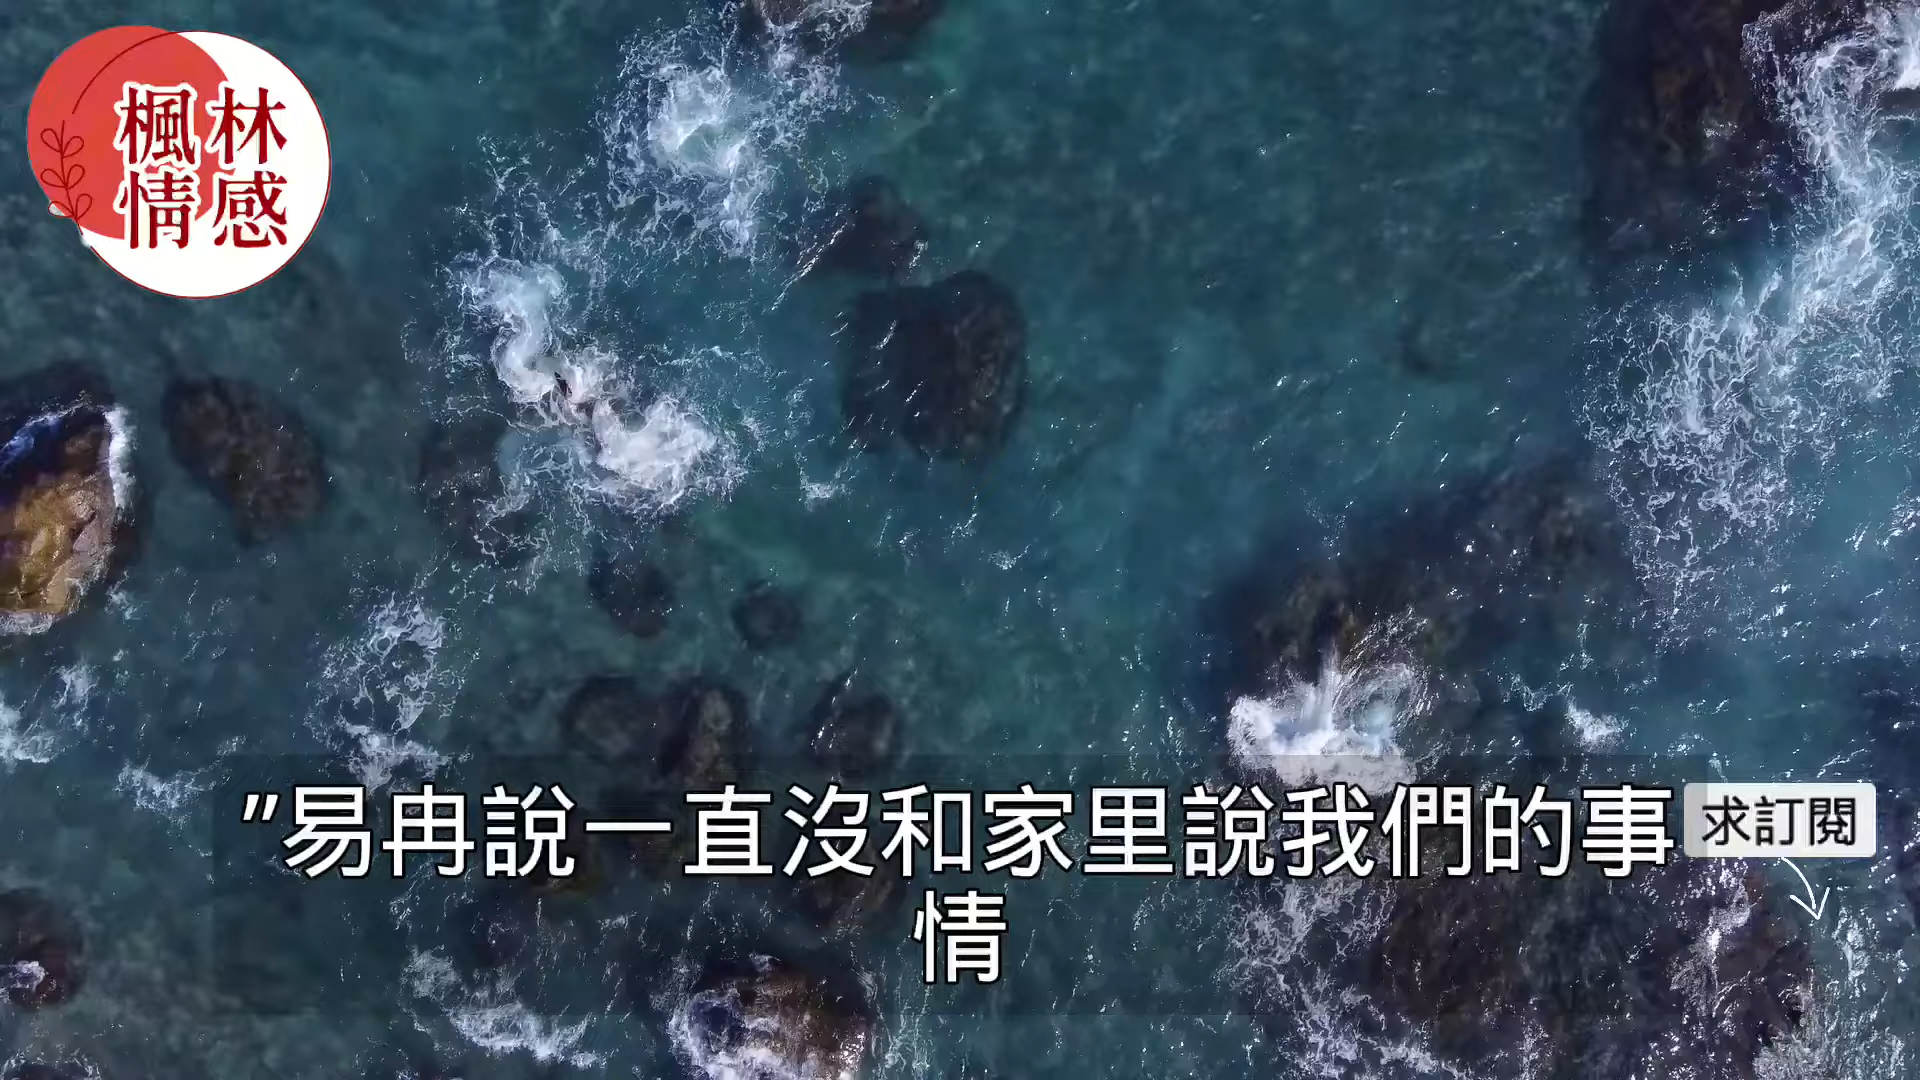 楓林
情感
"易冉說一直沒和家里說我們的事
情
求訂閱